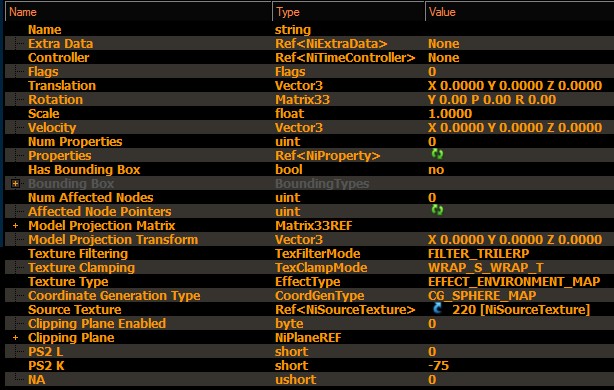 Name Type Value
Name string
Extra Data Ref<NiExtraData> None
Controller Ref<NiTimeController> None
Flags Flags 0
Translation Vector3 X 0.0000 Y 0.0000 Z 0.0000
Rotation Matrix33 Y 0.00 P 0.00 R 0.00
Scale float 1.0000
Velocity Vector3 X 0.0000 Y 0.0000 Z 0.0000
Num Properties uint 0
Properties Ref<NiProperty>
Has Bounding Box bool no
Bounding Box BoundingTypes
Num Affected Nodes uint 0
Affected Node Pointers uint
Model Projection Matrix Matrix33REF
Model Projection Transform Vector3 X 0.0000 Y 0.0000 Z 0.0000
Texture Filtering TexFilterMode FILTER_TRILERP
Texture Clamping TexClampMode WRAP_S_WRAP_T
Texture Type EffectType EFFECT_ENVIRONMENT_MAP
Coordinate Generation Type CoordGenType CG_SPHERE_MAP
Source Texture Ref<NiSourceTexture> 220 [NiSourceTexture]
Clipping Plane Enabled byte 0
Clipping Plane NiPlaneREF
PS2 L short 0
PS2 K short -75
NA ushort 0